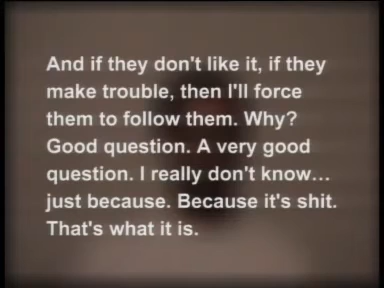 And if they don't like it, if they
make trouble, then I'll force
them to follow them. Why?
Good question. A very good
question. I really don't know…
just because. Because it's shit.
That's what it is.